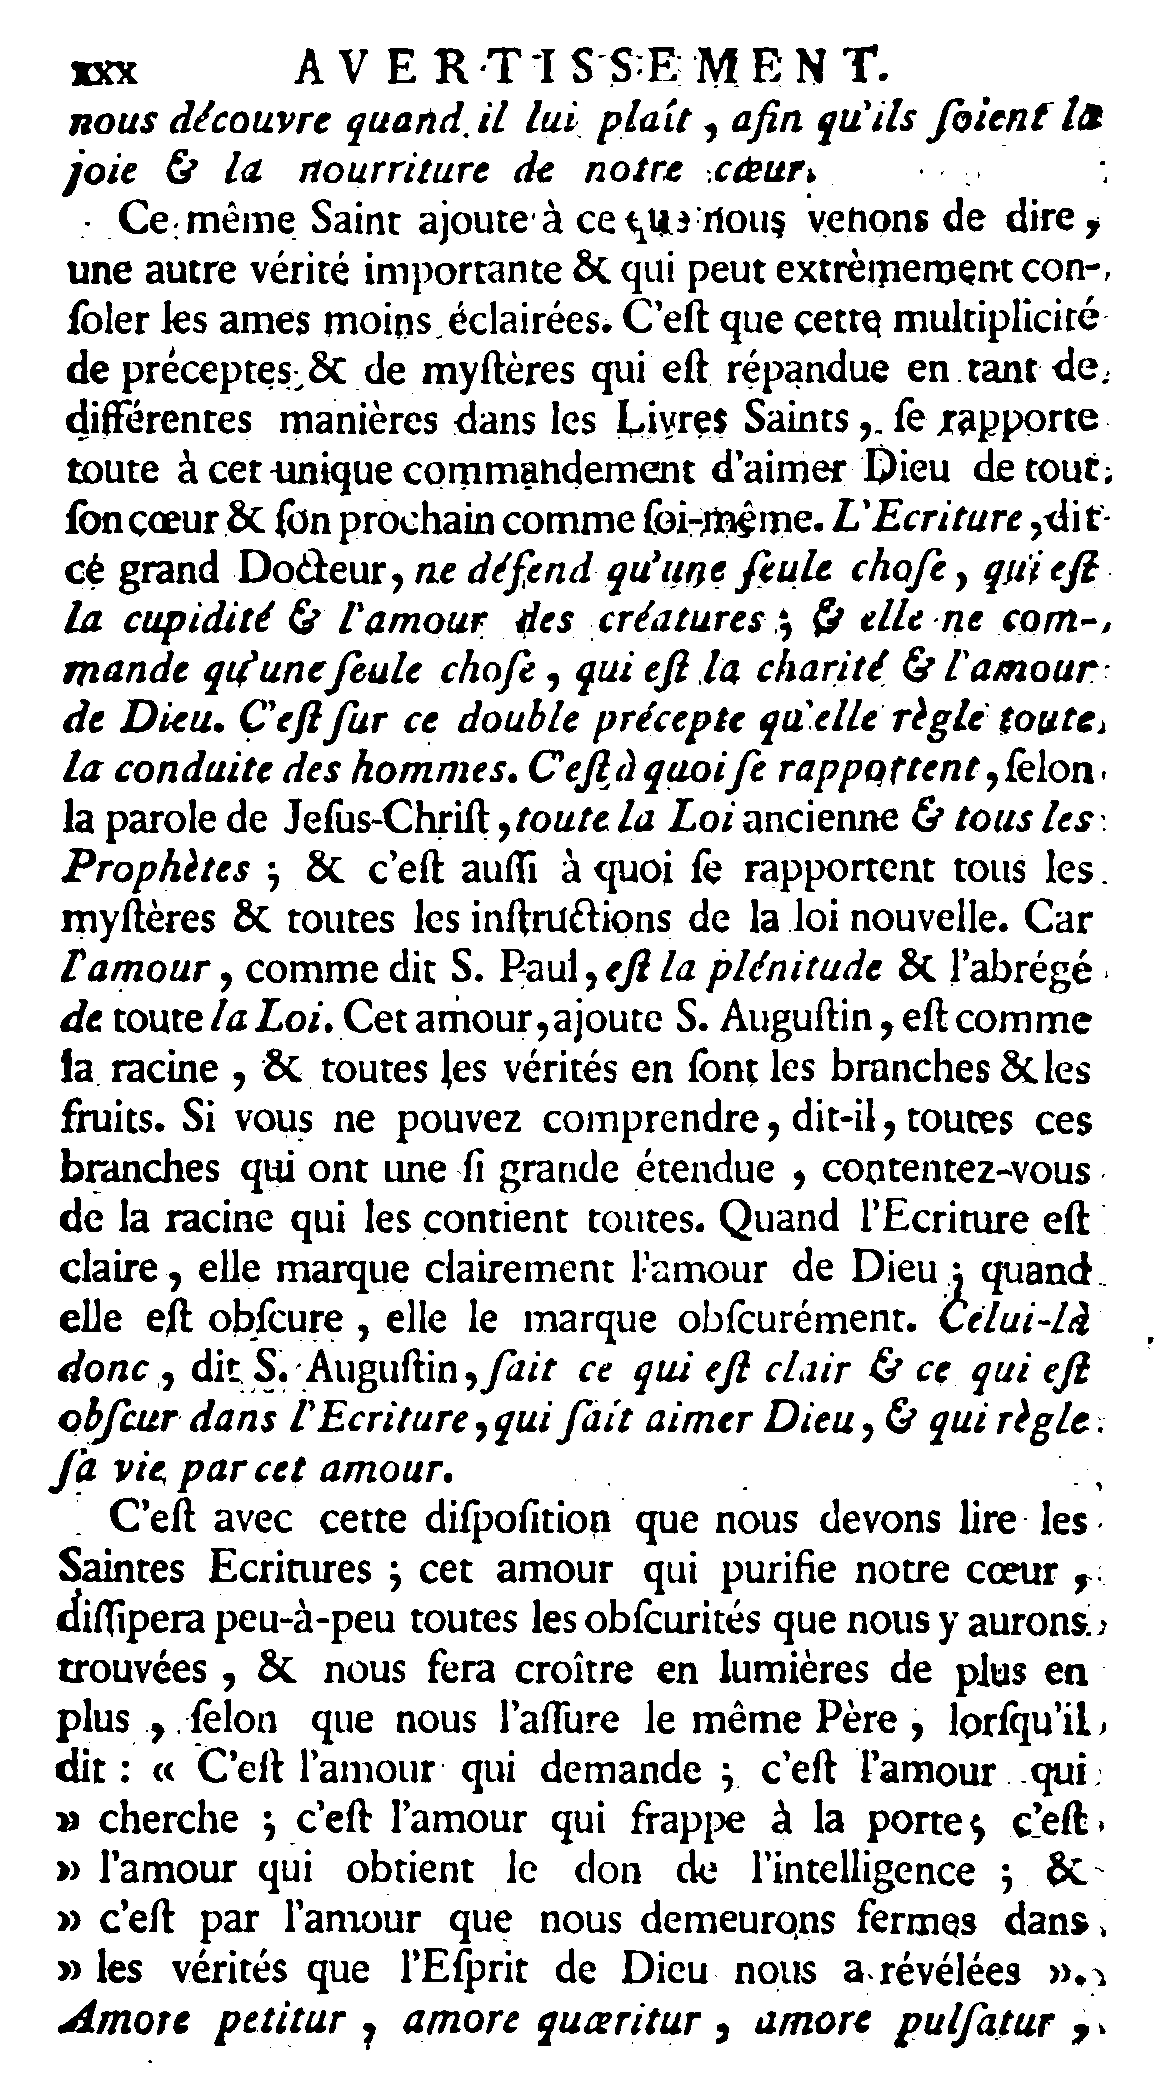 xxx AVERTISSEMENT.
nous découvre quand il lui plaît, afin qu'ils ſoient la
joie & la nourriture de notre cœur.
Ce même Saint ajoute à ce que nous venons de dire,
une autre vérité importante & qui peut extrèmement con-
ſoler les ames moins éclairées. C'eſt que cette multiplicité
de préceptes & de myſtères qui eſt répandue en tant de
différentes manières dans les Livres Saints, ſe rapporte
toute à cet unique commandement d'aimer Dieu de tout
ſon cœur & ſon prochain comme ſoi-même. L'Ecriture, dit
ce grand Docteur, ne défend qu'une ſeule choſe, qui eſt
la cupidité & l'amour des créatures; & elle ne com-
mande qu'une ſeule choſe, qui eſt la charité & l'amour
de Dieu. C'eſt ſur ce double précepte qu'elle règle toute
la conduite des hommes. C'eſt à quoi ſe rapportent, ſelon
la parole de Jeſus-Chriſt, toute la Loi ancienne & tous les
Prophètes; & c'eſt auſſi à quoi ſe rapportent tous les
myſtères & toutes les inſtructions de la loi nouvelle. Car
l'amour, comme dit S. Paul, eſt la plénitude & l'abrégé
de toute la Loi. Cet amour, ajoute S. Auguſtin, eſt comme
la racine, & toutes les vérités en ſont les branches & les
fruits. Si vous ne pouvez comprendre, dit-il, toutes ces
branches qui ont une ſi grande étendue, contentez-vous
de la racine qui les contient toutes. Quand l'Ecriture eſt
claire, elle marque clairement l'amour de Dieu; quand
elle eſt obſcure, elle le marque obſcurément. Celui-là
donc, dit S. Auguſtin, ſait ce qui eſt clair & ce qui eſt
obſcur dans l'Ecriture, qui ſait aimer Dieu, & qui règle
ſa vie par cet amour.
C'eſt avec cette diſpoſition que nous devons lire les
Saintes Ecritures; cet amour qui purifie notre cœur,
diſſipera peu-à-peu toutes les obſcurités que nous y aurons
trouvées, & nous fera croître en lumières de plus en
plus, ſelon que nous l'aſſure le même Père, lorſqu'il
dit : « C'eſt l'amour qui demande; c'eſt l'amour qui
» cherche; c'eſt l'amour qui frappe à la porte; c'eſt
» l'amour qui obtient le don de l'intelligence; &
» c'eſt par l'amour que nous demeurons fermes dans
» les vérités que l'Eſprit de Dieu nous a révélées ».
Amore petitur, amore quæritur, amore pulſatur,